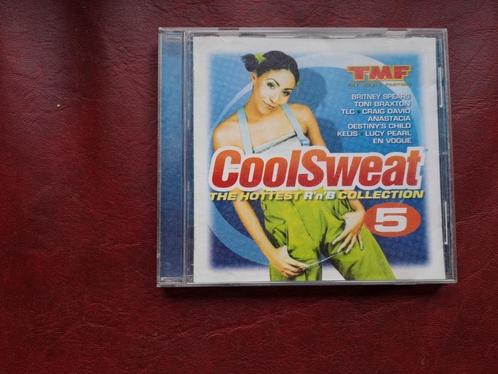 TMF
BRITNEY SPEARS
TONI BRAXTON
TLC • CRAIG DAVID
ANASTACIA
DESTINY'S CHILD
KELIS • LUCY PEARL
EN VOGUE
CoolSweat
THE HOTTEST R'n'B COLLECTION
5